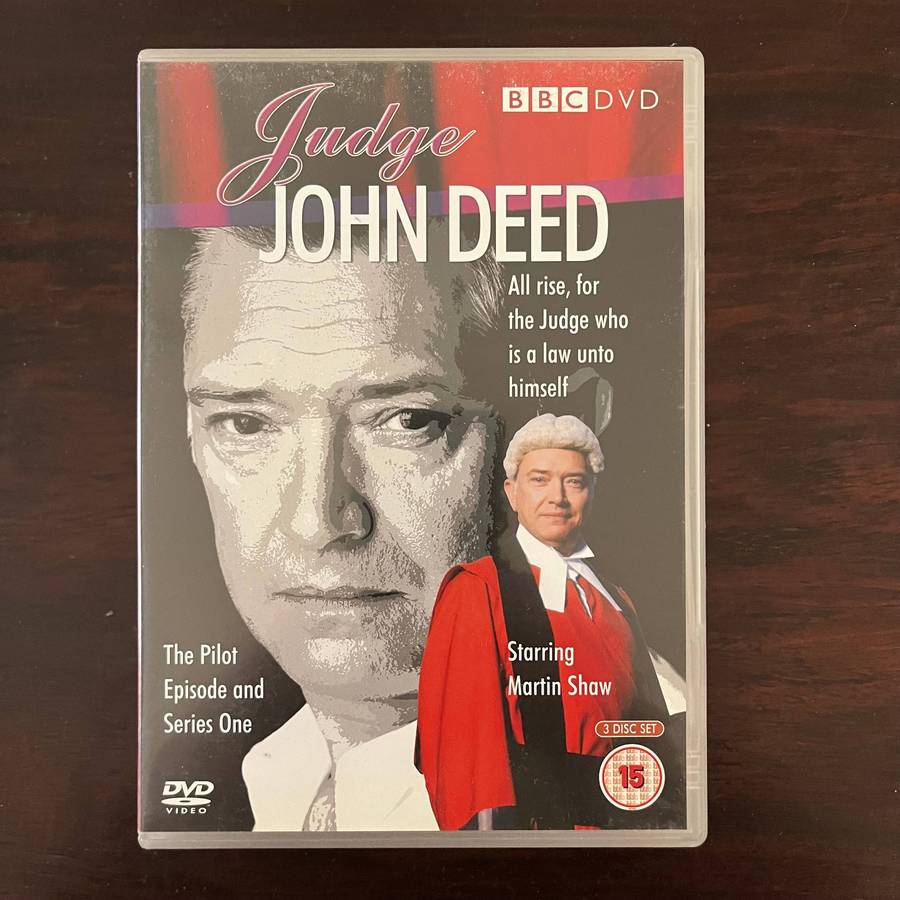 BBC DVD
Judge
JOHN DEED
All rise, for
the Judge who
is a law unto
himself
The Pilot
Episode and
Series One
Starring
Martin Shaw
3 DISC SET
15
DVD
VIDEO